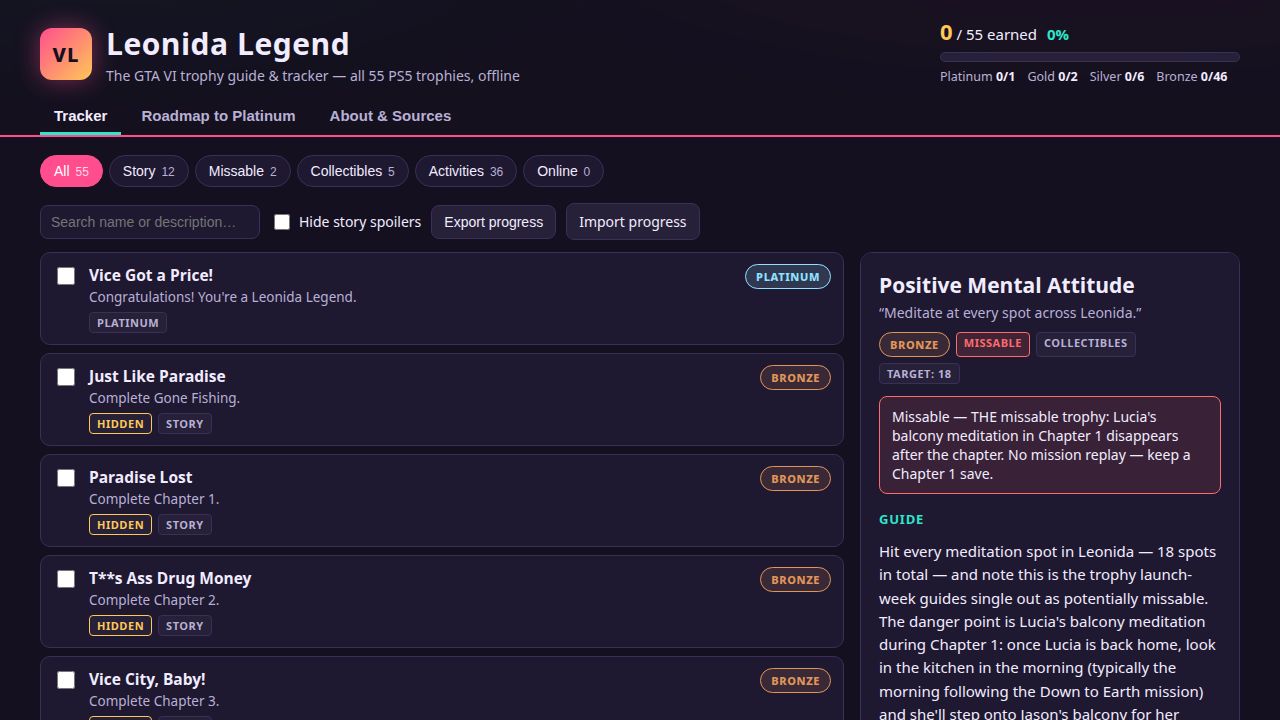 VL
Leonida Legend
The GTA VI trophy guide & tracker — all 55 PS5 trophies, offline
0 / 55 earned 0%
Platinum 0/1 Gold 0/2 Silver 0/6 Bronze 0/46
Tracker Roadmap to Platinum About & Sources
All 55 Story 12 Missable 2 Collectibles 5 Activities 36 Online 0
Search name or description… Hide story spoilers Export progress Import progress
Vice Got a Price! PLATINUM
Congratulations! You're a Leonida Legend.
PLATINUM
Just Like Paradise BRONZE
Complete Gone Fishing.
HIDDEN STORY
Paradise Lost BRONZE
Complete Chapter 1.
HIDDEN STORY
T**s Ass Drug Money BRONZE
Complete Chapter 2.
HIDDEN STORY
Vice City, Baby! BRONZE
Complete Chapter 3.
Positive Mental Attitude
“Meditate at every spot across Leonida.”
BRONZE MISSABLE COLLECTIBLES
TARGET: 18
Missable — THE missable trophy: Lucia's
balcony meditation in Chapter 1 disappears
after the chapter. No mission replay — keep a
Chapter 1 save.
GUIDE
Hit every meditation spot in Leonida — 18 spots
in total — and note this is the trophy launch-
week guides single out as potentially missable.
The danger point is Lucia's balcony meditation
during Chapter 1: once Lucia is back home, look
in the kitchen in the morning (typically the
morning following the Down to Earth mission)
and she'll step onto Jason's balcony for her